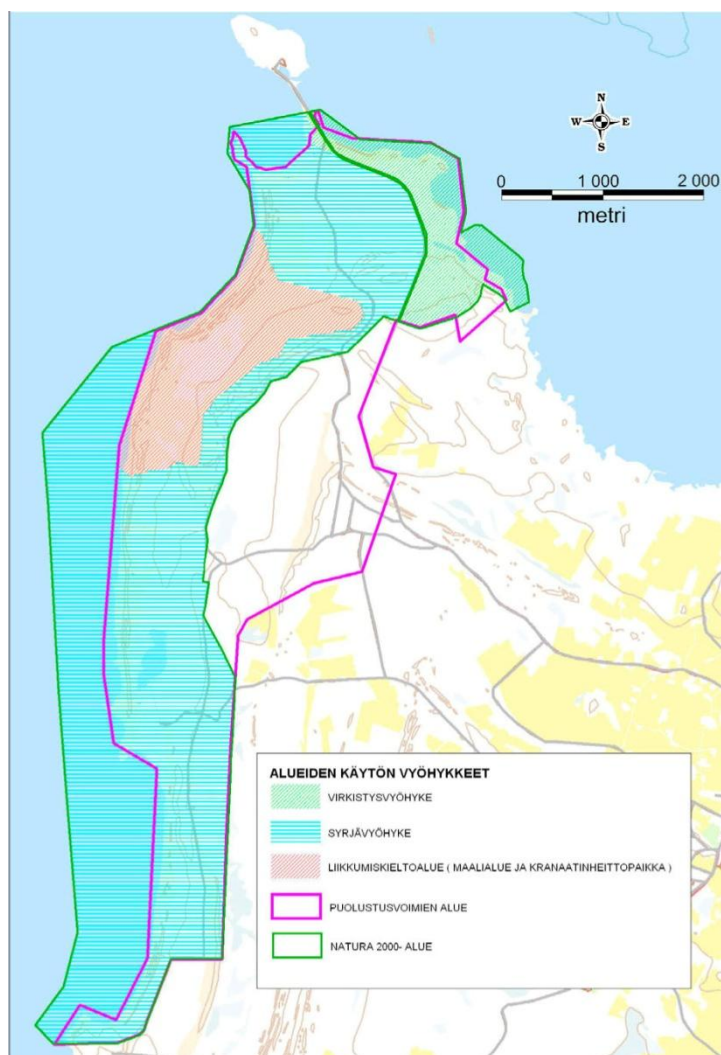 N
W E
S
0 1 000 2 000
metri
ALUEIDEN KÄYTÖN VYÖHYKKEET
VIRKISTYSVYÖHYKE
SYRJÄVYÖHYKE
LIIKKUMISKIELTOALUE ( MAALIALUE JA KRANAATINHEITTOPAIKKA )
PUOLUSTUSVOIMIEN ALUE
NATURA 2000- ALUE